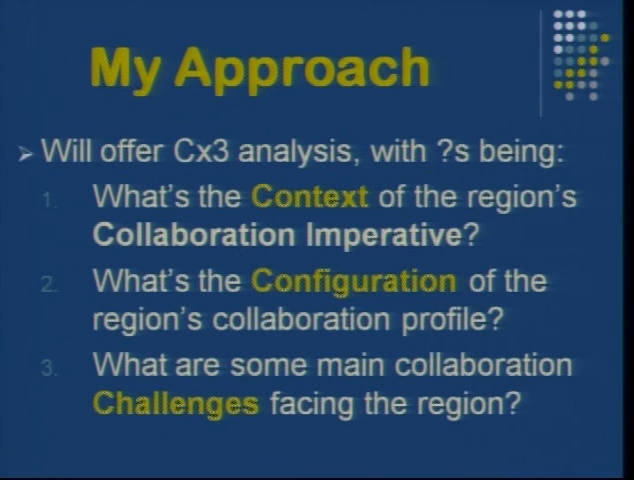 My Approach
➢ Will offer Cx3 analysis, with ?s being:
1. What's the Context of the region's
Collaboration Imperative?
2. What's the Configuration of the
region's collaboration profile?
3. What are some main collaboration
Challenges facing the region?